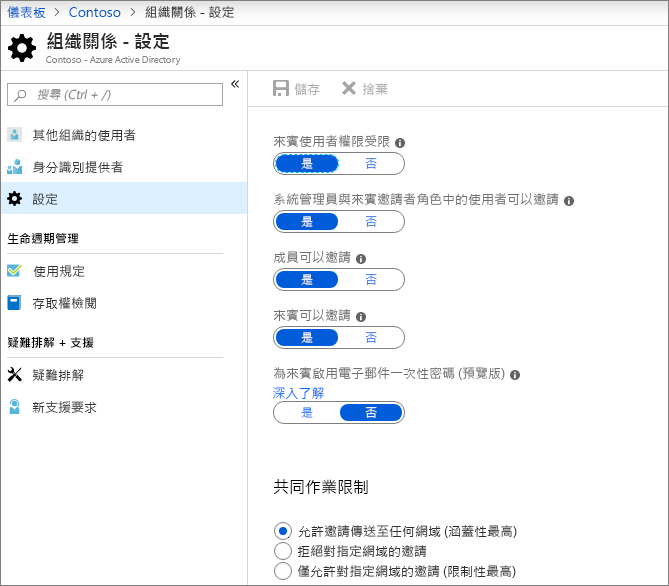 儀表板 > Contoso > 組織關係 - 設定
組織關係 - 設定
Contoso - Azure Active Directory
搜尋 (Ctrl + /)
«
其他組織的使用者
身分識別提供者
設定
生命週期管理
使用規定
存取權檢閱
疑難排解 + 支援
疑難排解
新支援要求
儲存 捨棄
來賓使用者權限受限
是 否
系統管理員與來賓邀請者角色中的使用者可以邀請
是 否
成員可以邀請
是 否
來賓可以邀請
是 否
為來賓啟用電子郵件一次性密碼 (預覽版)
深入了解
是 否
共同作業限制
允許邀請傳送至任何網域 (涵蓋性最高)
拒絕對指定網域的邀請
僅允許對指定網域的邀請 (限制性最高)